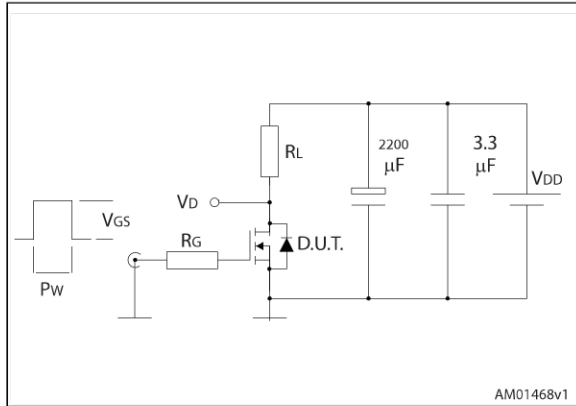 2200
μF
3.3
μF
VDD
RL
VD
VGS
RG
D.U.T.
PW
AM01468v1